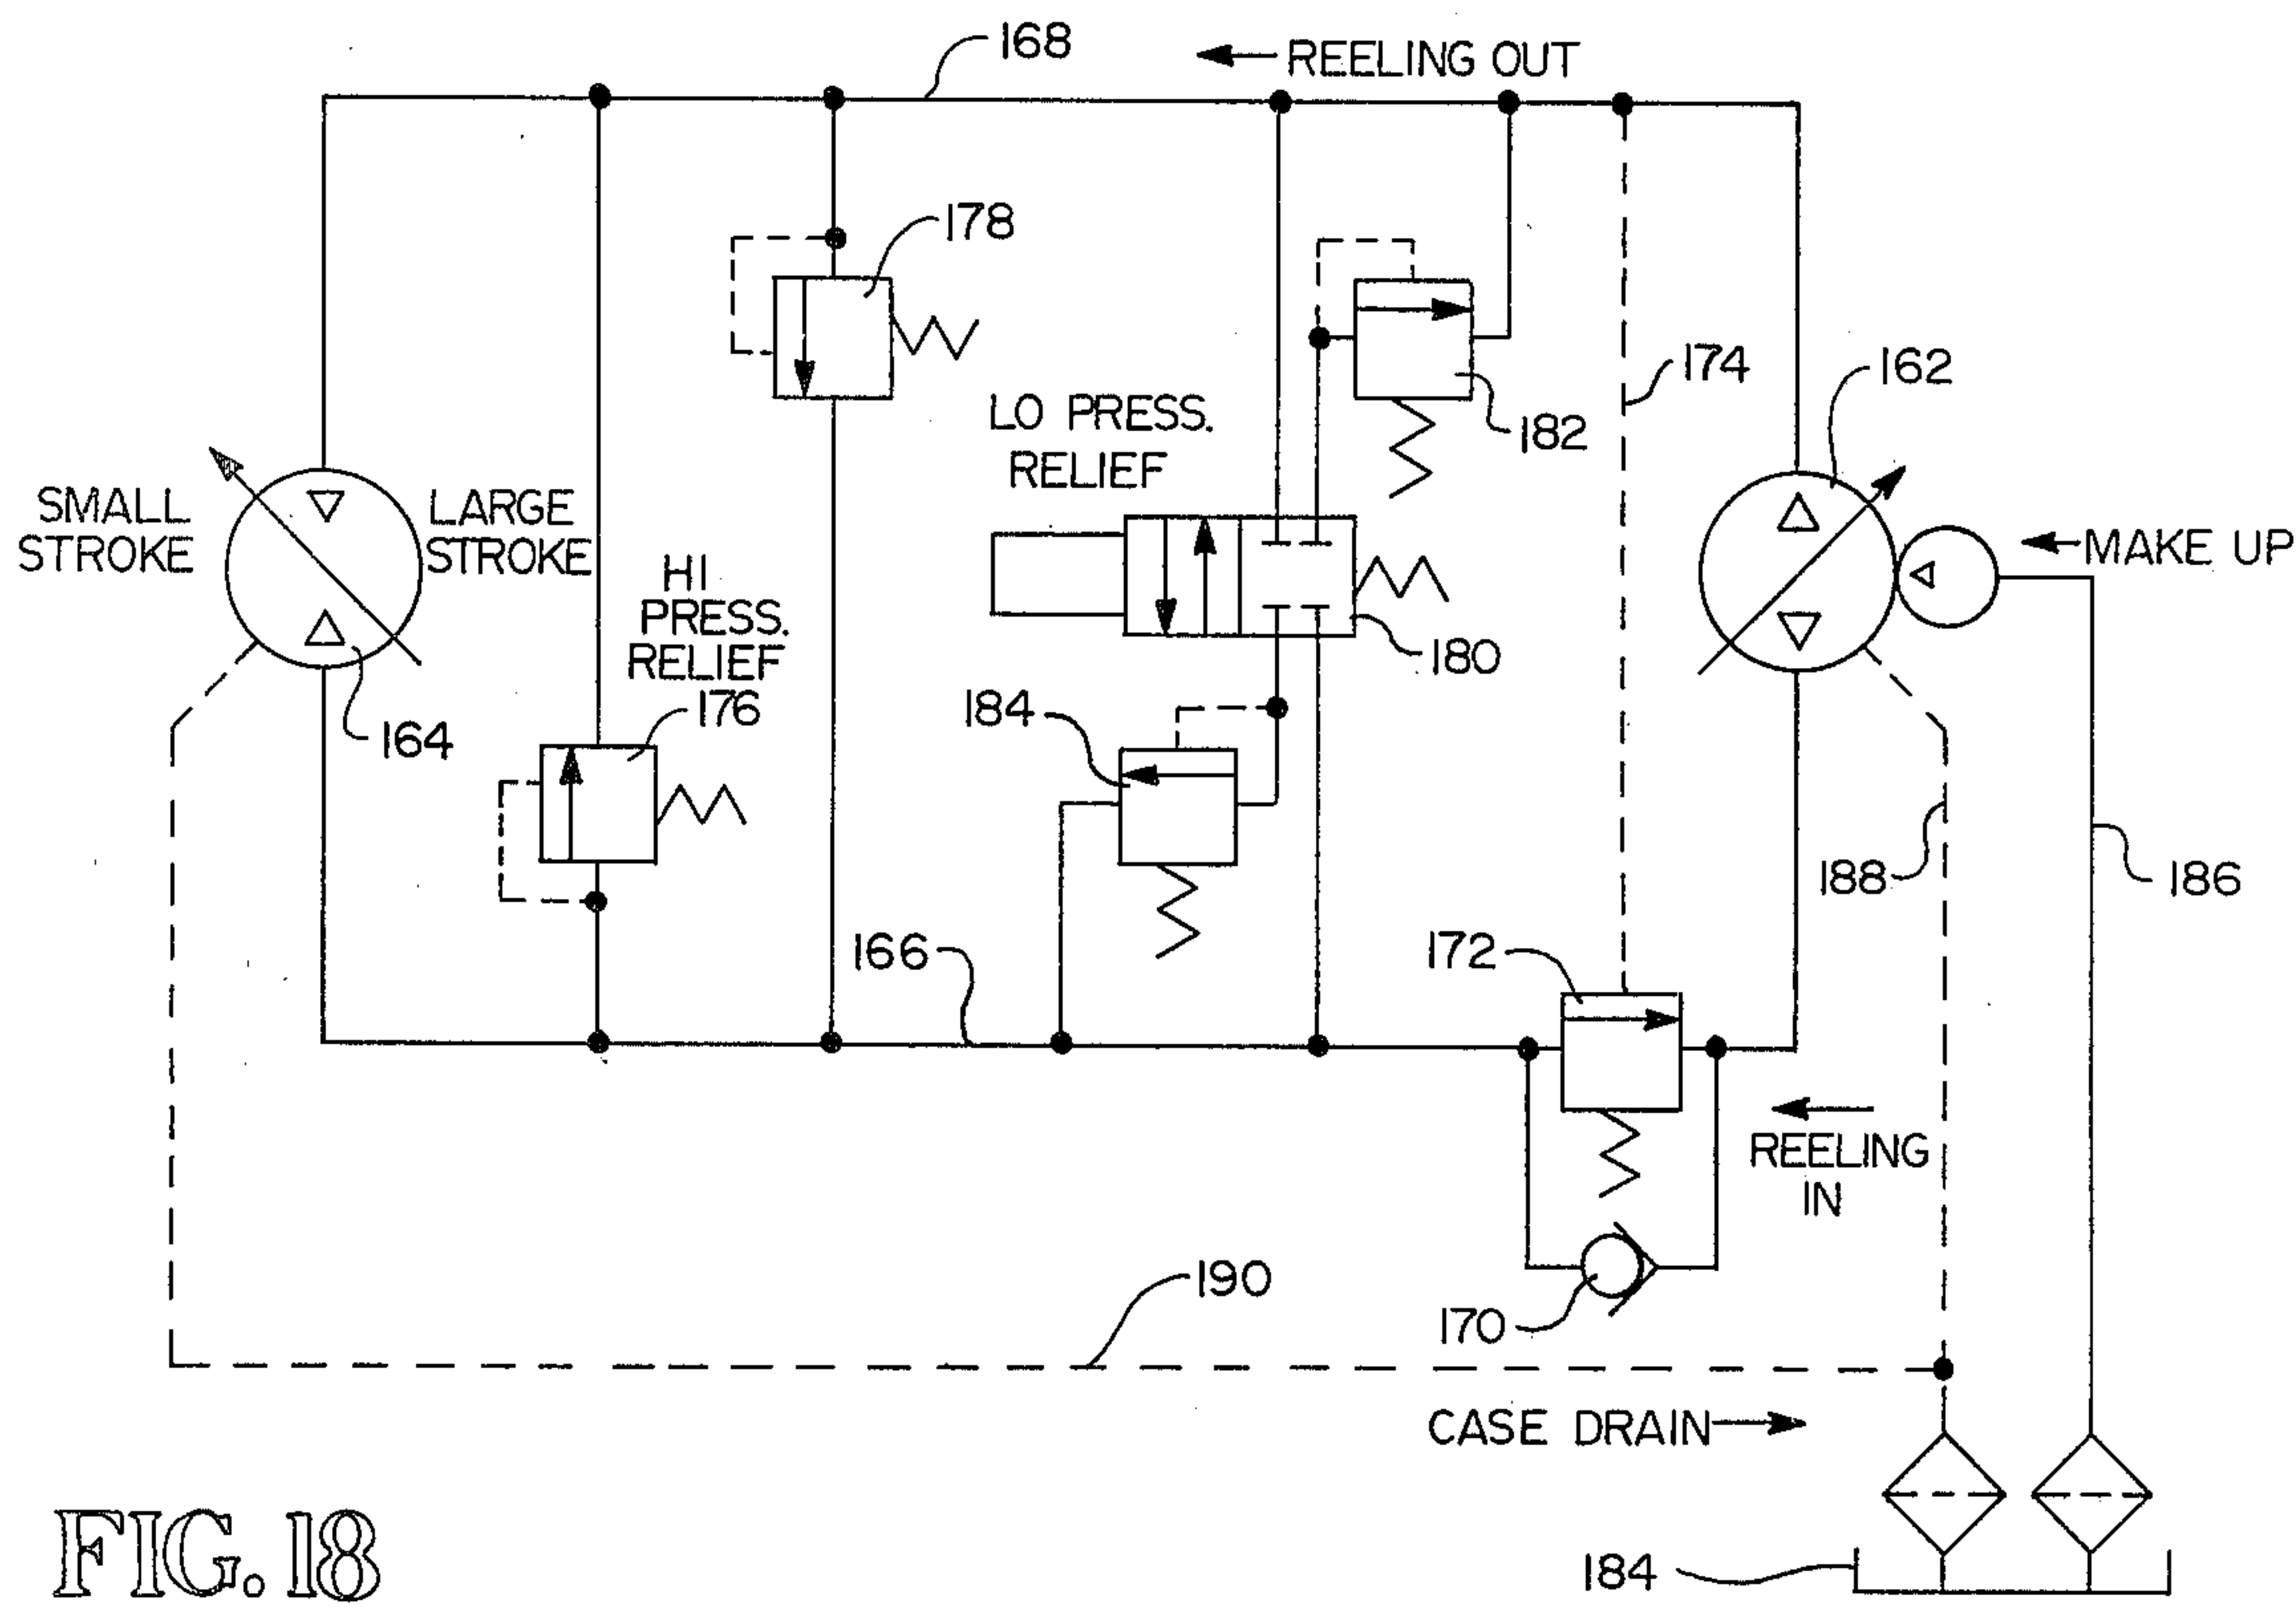 168
REELING OUT
178
174
162
182
LO PRESS.
RELIEF
SMALL
STROKE
LARGE
STROKE
HI
PRESS.
RELIEF
176
MAKE UP
180
184
164
188
186
166
172
REELING
IN
190
170
CASE DRAIN
184
FIG. 18